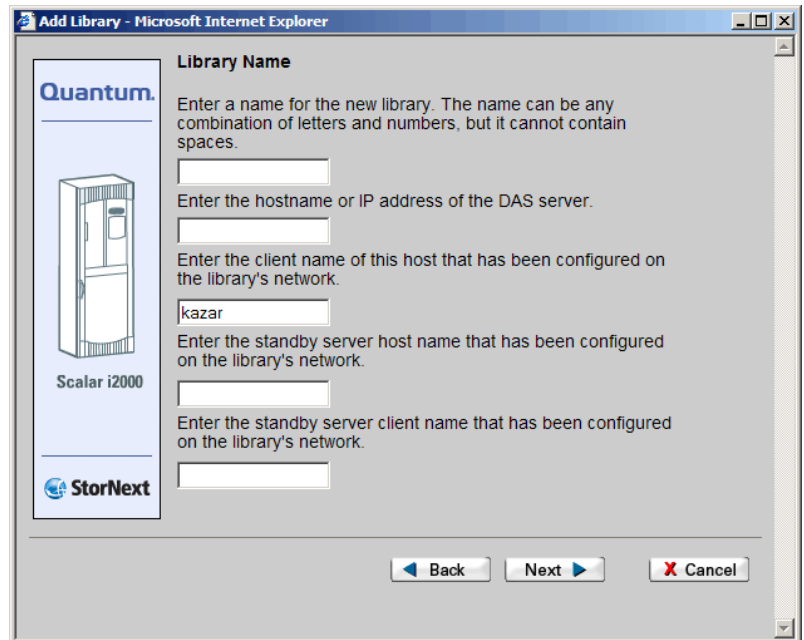 Add Library - Microsoft Internet Explorer
Library Name
Quantum.
Enter a name for the new library. The name can be any
combination of letters and numbers, but it cannot contain
spaces.
Enter the hostname or IP address of the DAS server.
Enter the client name of this host that has been configured on
the library's network.
kazar
Enter the standby server host name that has been configured
on the library's network.
Scalar i2000
Enter the standby server client name that has been configured
on the library's network.
StorNext
Back Next X Cancel